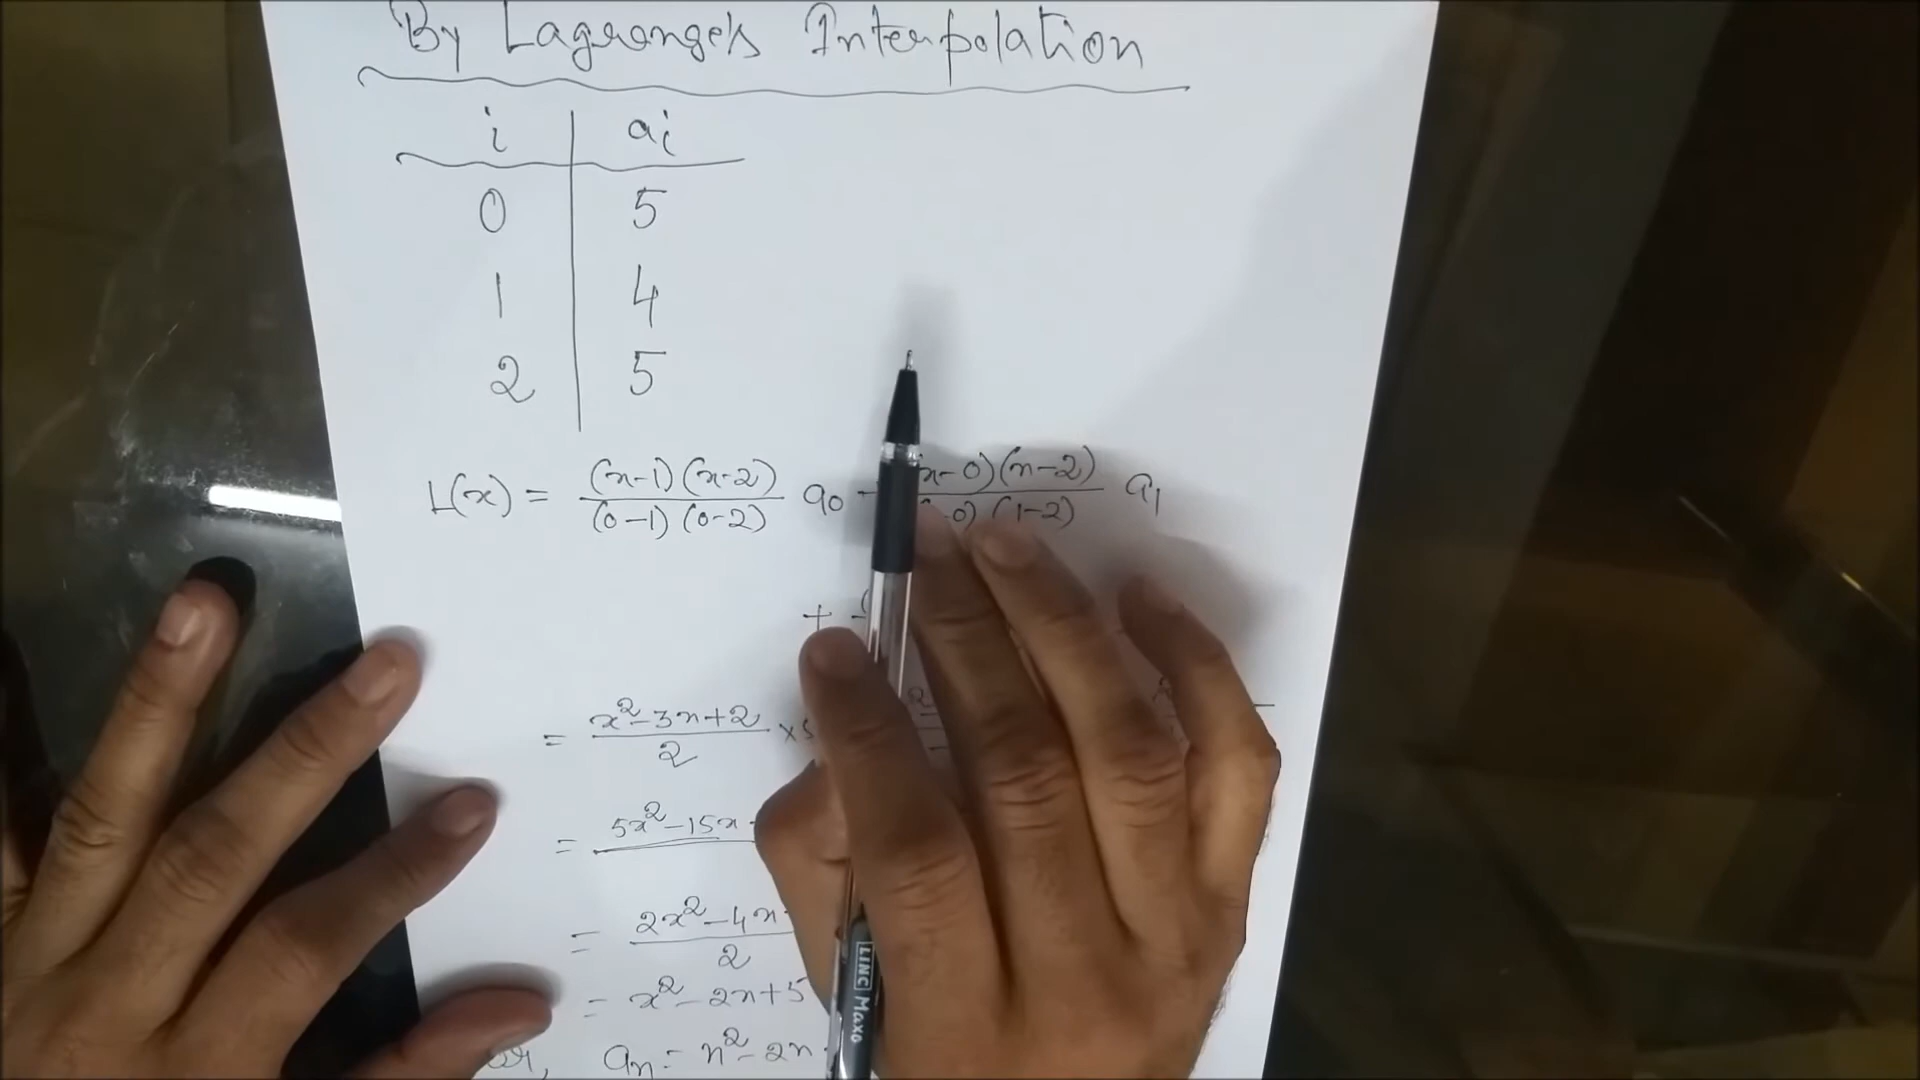 By Lagrange's Interpolation
i ai
0 5
1 4
2 5
L(x) = (x-1)(x-2) / (0-1)(0-2) a0 (x-0)(x-2) / -0)(1-2) a1
+
= x²-3x+2 / 2 ×5
= 5x²-15x
= 2x²-4x / 2
= x²-2x+5
or, an = n²-2n
LINC Maxo